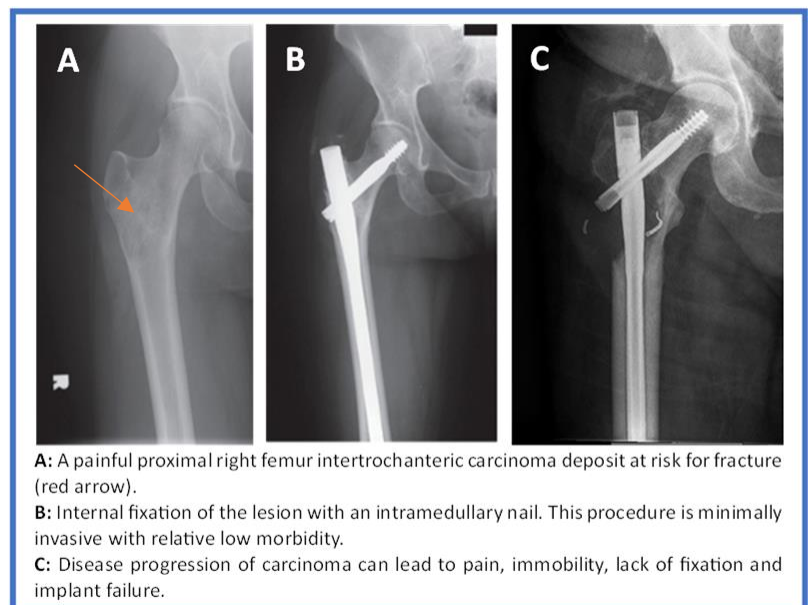 A B C
R
A: A painful proximal right femur intertrochanteric carcinoma deposit at risk for fracture
(red arrow).
B: Internal fixation of the lesion with an intramedullary nail. This procedure is minimally
invasive with relative low morbidity.
C: Disease progression of carcinoma can lead to pain, immobility, lack of fixation and
implant failure.